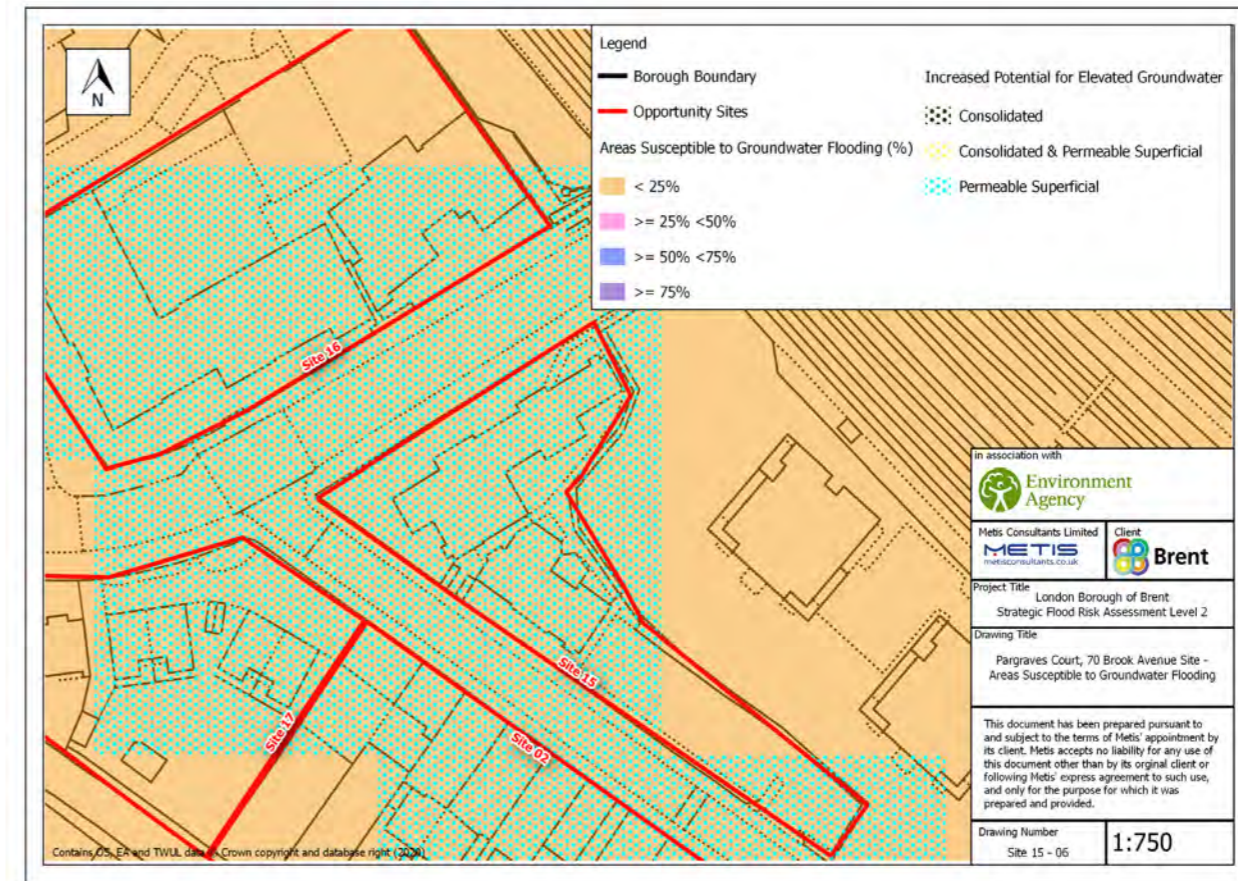 N
Legend
Borough Boundary
Opportunity Sites
Areas Susceptible to Groundwater Flooding (%)
< 25%
>= 25% <50%
>= 50% <75%
>= 75%
Increased Potential for Elevated Groundwater
Consolidated
Consolidated & Permeable Superficial
Permeable Superficial
Site 16
Site 15
Site 17
Site 02
in association with
Environment
Agency
Metis Consultants Limited
METIS
metisconsultants.co.uk
Client
Brent
Project Title
London Borough of Brent
Strategic Flood Risk Assessment Level 2
Drawing Title
Pargraves Court, 70 Brook Avenue Site -
Areas Susceptible to Groundwater Flooding
This document has been prepared pursuant to
and subject to the terms of Metis' appointment by
its client. Metis accepts no liability for any use of
this document other than by its orginal client or
following Metis' express agreement to such use,
and only for the purpose for which it was
prepared and provided.
Drawing Number
Site 15 - 06
1:750
Contains OS, EA and TWUL data Crown copyright and database right (2020)